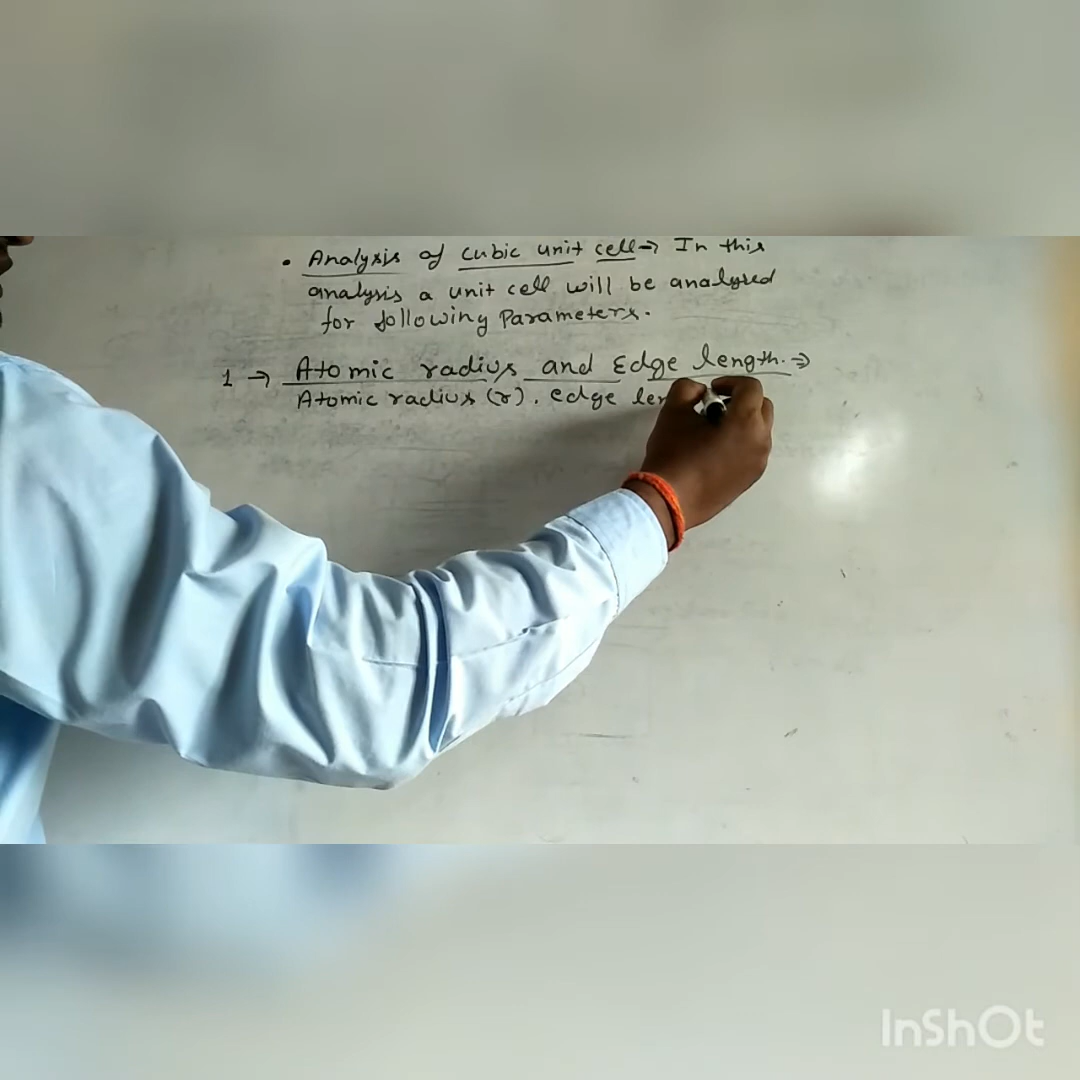 • Analysis of cubic unit cell → In this
analysis a unit cell will be analysed
for following Parameters.
1 → Atomic radius and Edge length. →
Atomic radius (r). edge len
InShOt